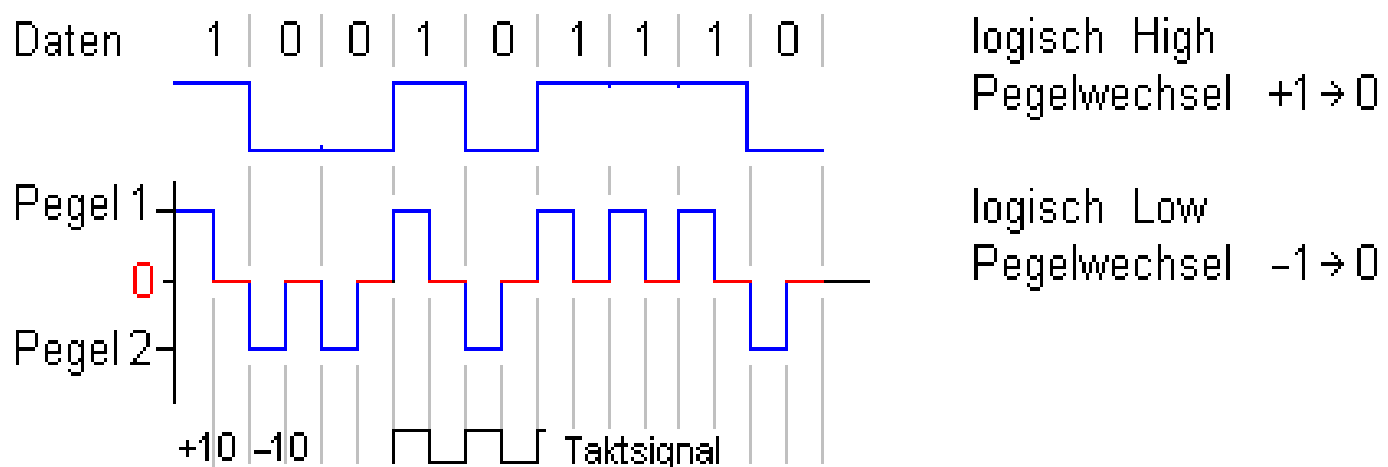 Daten 1 0 0 1 0 1 1 1 0
logisch High
Pegelwechsel +1→0
Pegel 1
0
Pegel 2
logisch Low
Pegelwechsel -1→0
+10 -10
Taktsignal